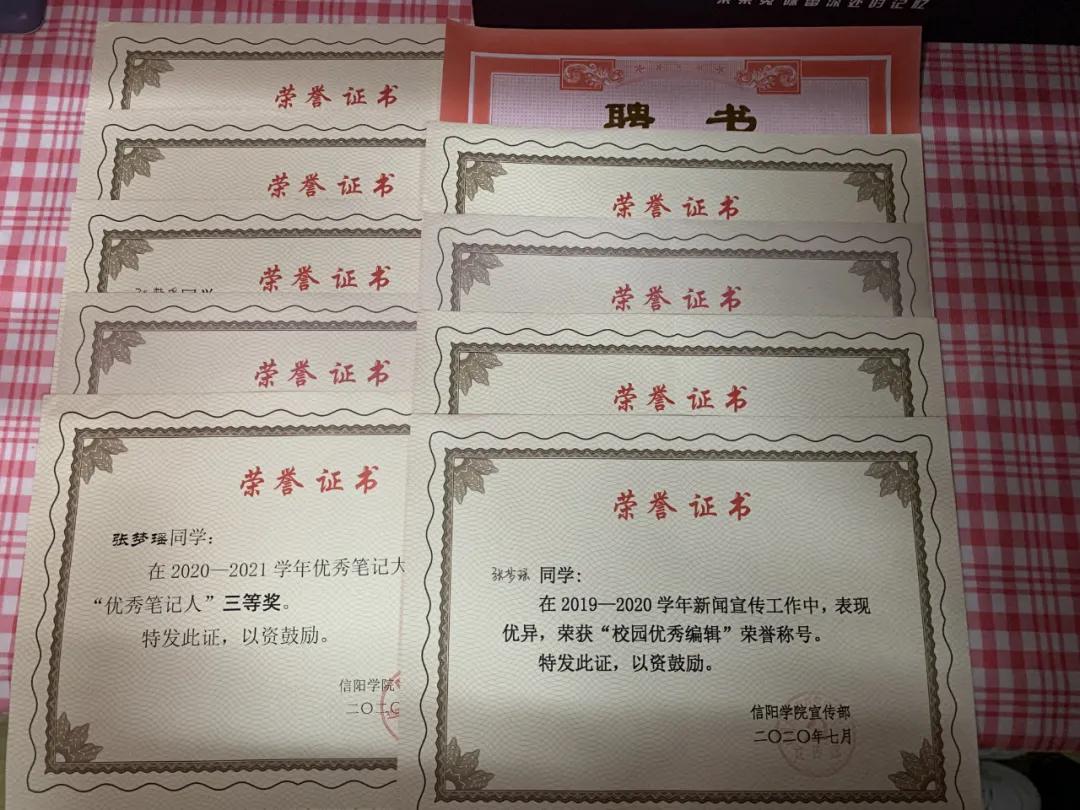 荣誉证书
聘 书
荣誉证书
荣誉证书
荣誉证书
荣誉证书
荣誉证书
荣誉证书
荣誉证书
张梦瑶同学：
在2020—2021学年优秀笔记大
“优秀笔记人”三等奖。
特发此证，以资鼓励。
信阳学院
二〇二〇
荣誉证书
张梦瑶 同学：
在2019—2020学年新闻宣传工作中，表现
优异，荣获“校园优秀编辑”荣誉称号。
特发此证，以资鼓励。
信阳学院宣传部
二〇二〇年七月